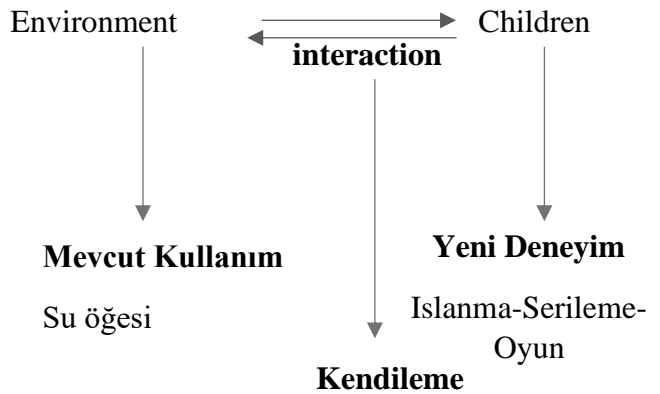 Environment
Children
interaction
Mevcut Kullanım
Su öğesi
Yeni Deneyim
Islanma-Serileme-
Oyun
Kendileme